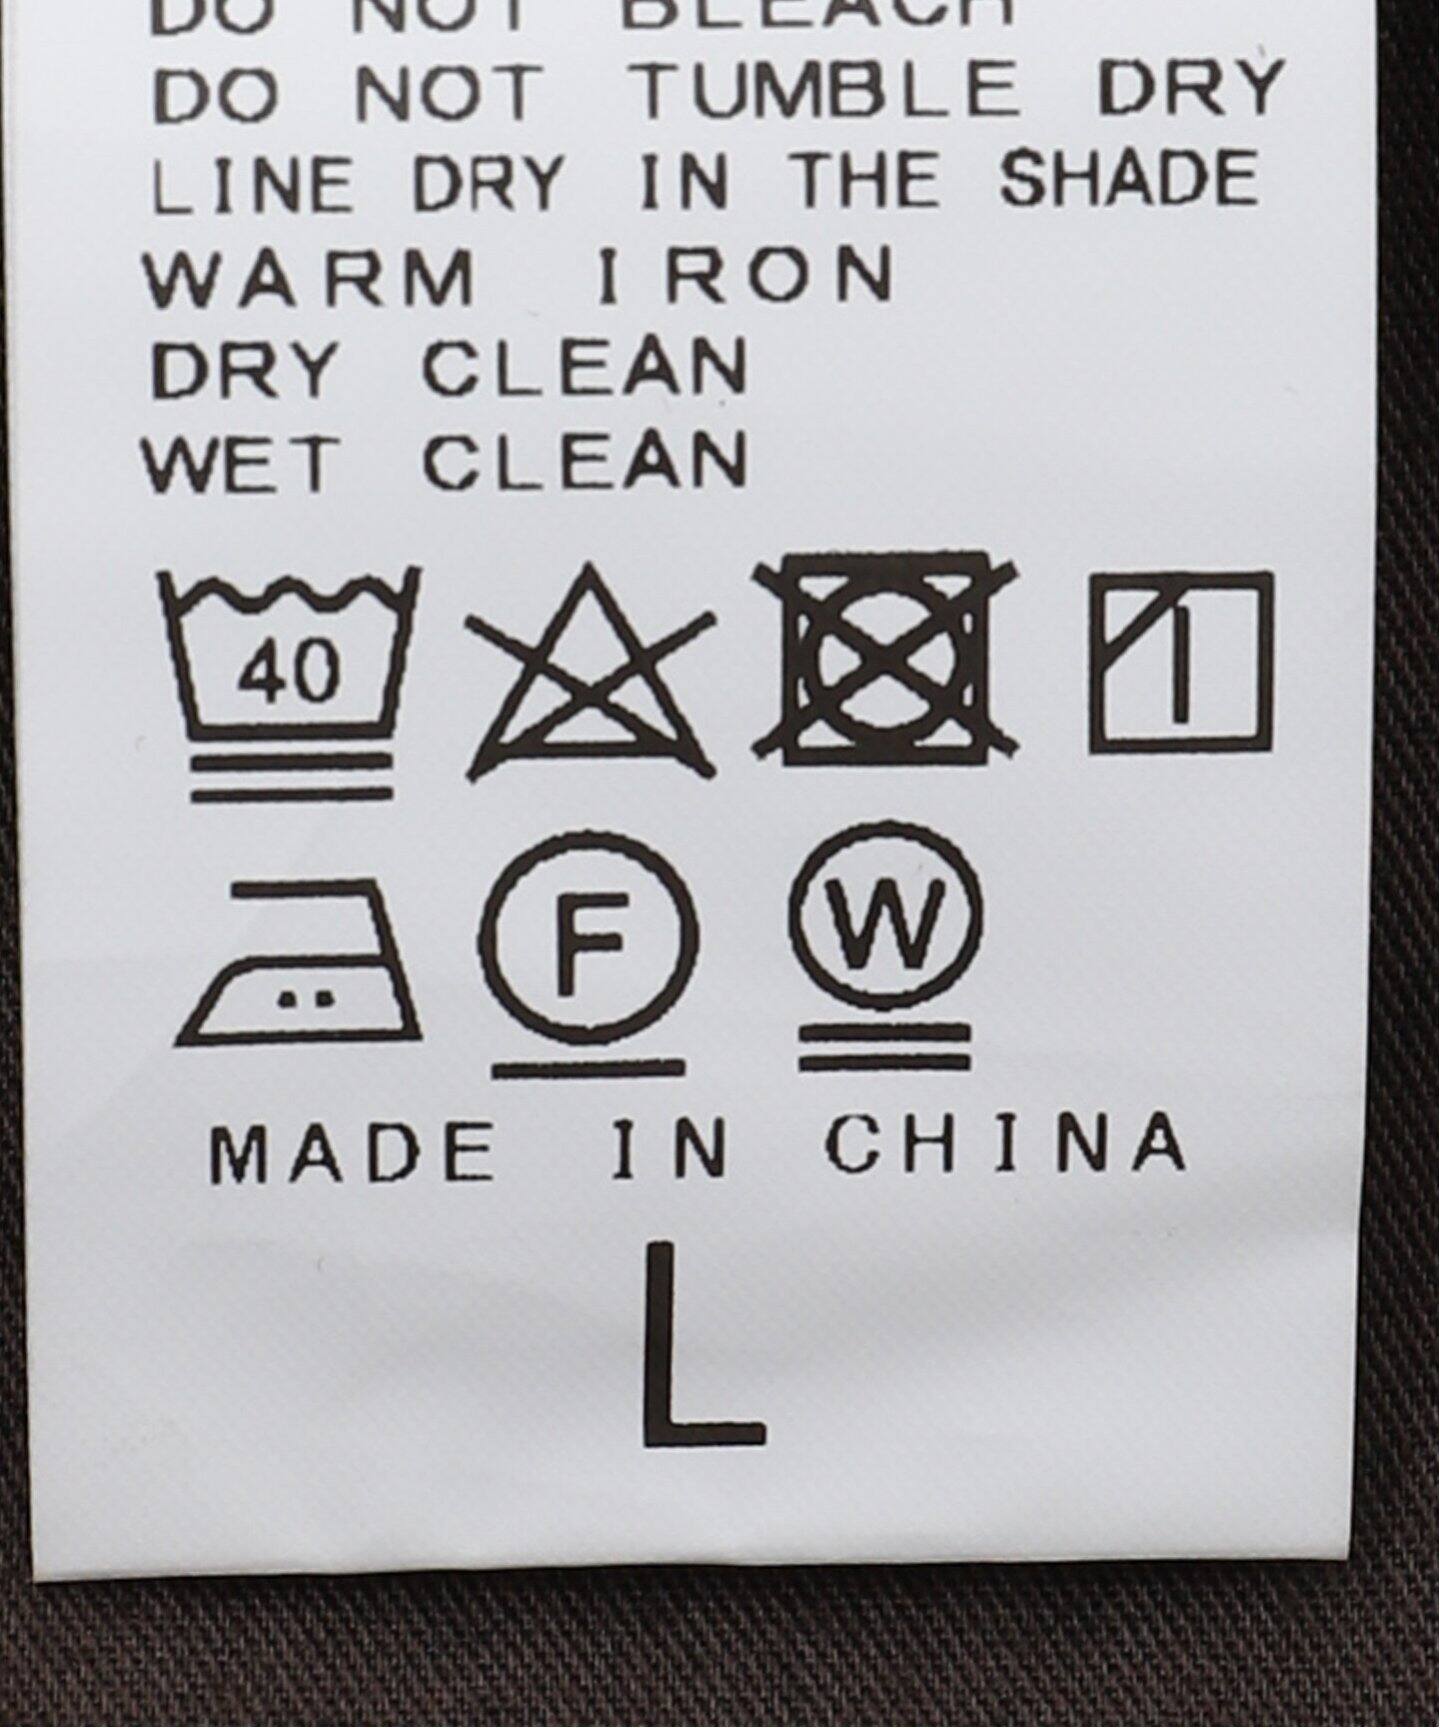 DO NOT BLEACH
DO NOT TUMBLE DRY
LINE DRY IN THE SHADE
WARM IRON
DRY CLEAN
WET CLEAN
40
F W
MADE IN CHINA
L